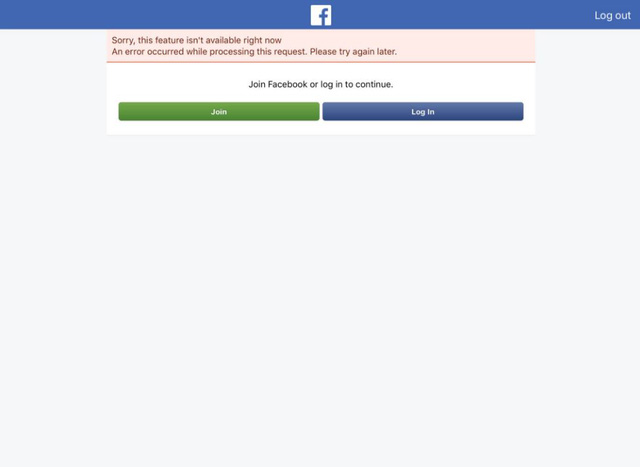 Log out
Sorry, this feature isn't available right now
An error occurred while processing this request. Please try again later.
Join Facebook or log in to continue.
Join
Log In